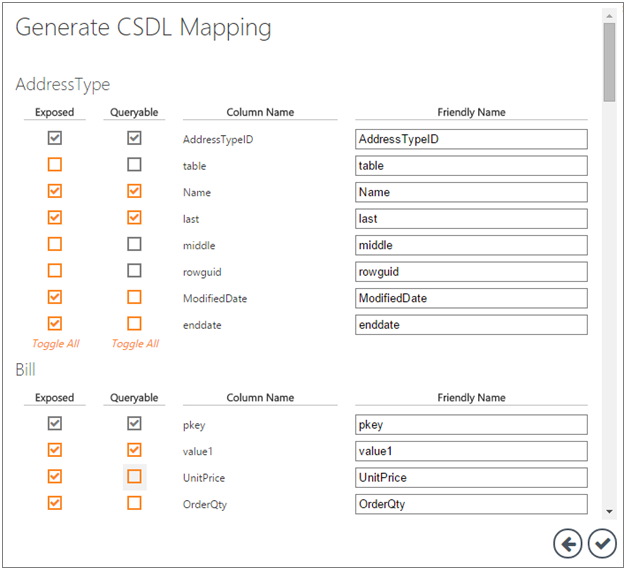 Generate CSDL Mapping
AddressType
Exposed Queryable Column Name Friendly Name
AddressTypeID AddressTypeID
table table
Name Name
last last
middle middle
rowguid rowguid
ModifiedDate ModifiedDate
enddate enddate
Toggle All Toggle All
Bill
Exposed Queryable Column Name Friendly Name
pkey pkey
value1 value1
UnitPrice UnitPrice
OrderQty OrderQty